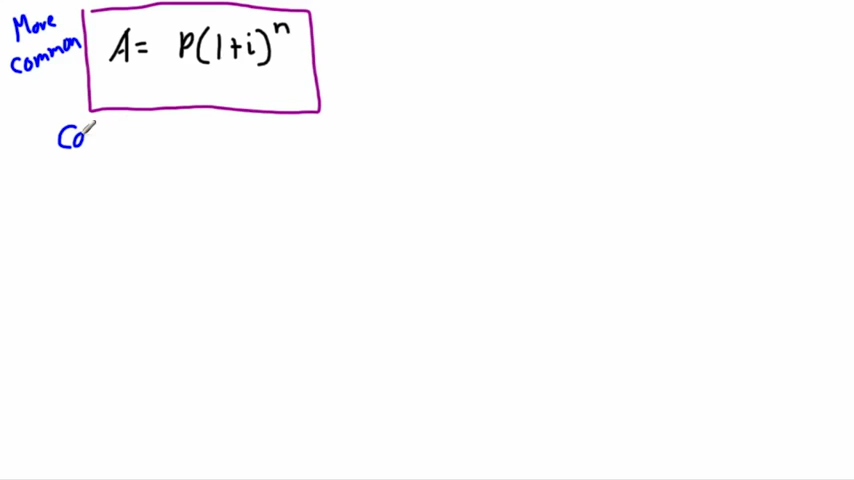 More
common
A = P(1+i)^n
Co